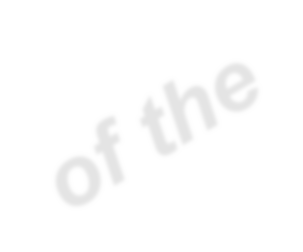 of the